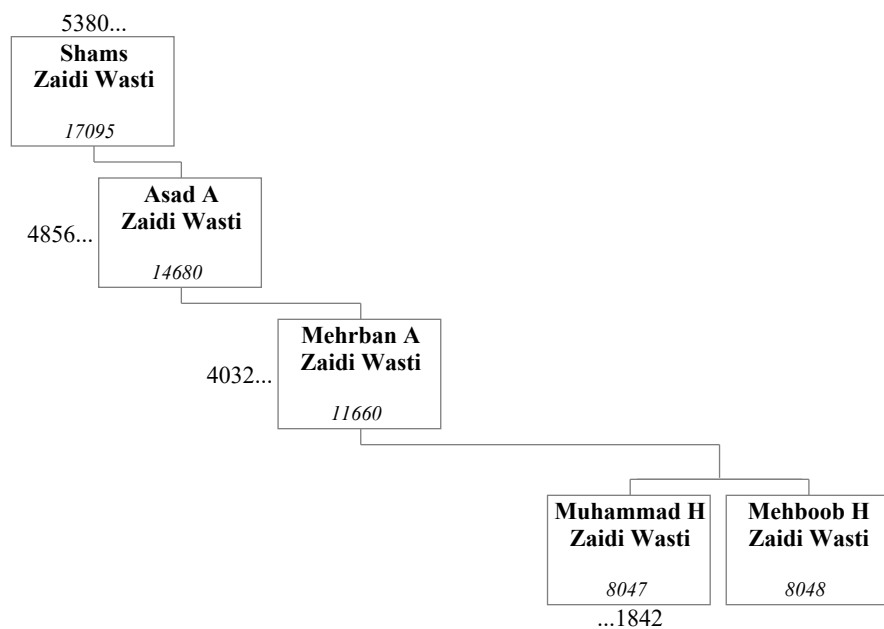 5380...
Shams
Zaidi Wasti
17095
Asad A
Zaidi Wasti
4856...
14680
Mehrban A
Zaidi Wasti
4032...
11660
Muhammad H
Zaidi Wasti
8047
...1842
Mehboob H
Zaidi Wasti
8048